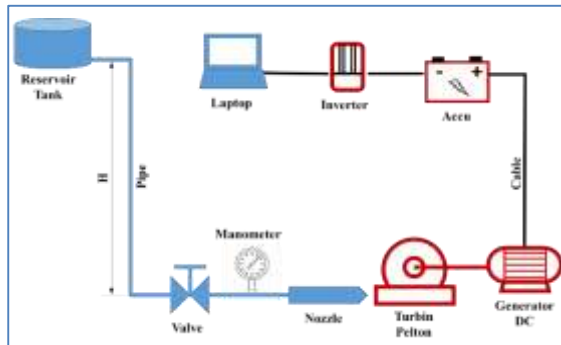 Reservoir
Tank
Laptop
Inverter
- +
Accu
H
Pipe
Cable
Manometer
Valve
Nozzle
Turbin
Pelton
Generator
DC